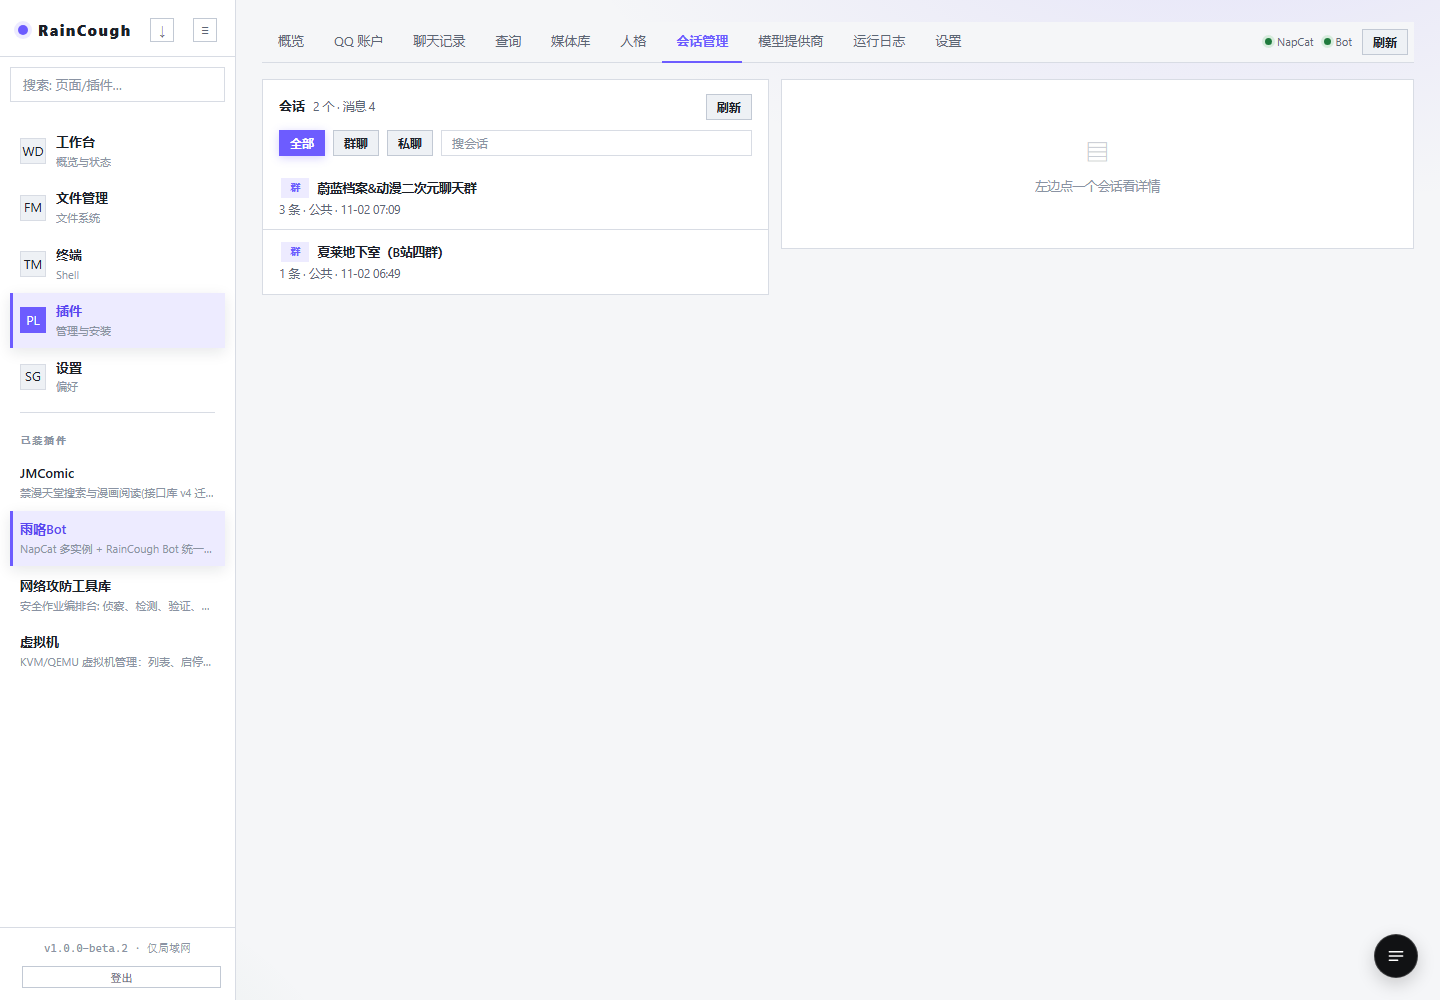 RainCough
↓
≡
搜索: 页面/插件...
WD
工作台
概览与状态
FM
文件管理
文件系统
TM
终端
Shell
PL
插件
管理与安装
SG
设置
偏好
已装插件
JMComic
禁漫天堂搜索与漫画阅读(接口库 v4 迁...
雨咯Bot
NapCat 多实例 + RainCough Bot 统一...
网络攻防工具库
安全作业编排台: 侦察、检测、验证、...
虚拟机
KVM/QEMU 虚拟机管理：列表、启停...
v1.0.0-beta.2 · 仅局域网
登出
概览 QQ 账户 聊天记录 查询 媒体库 人格 会话管理 模型提供商 运行日志 设置
NapCat Bot 刷新
会话 2 个 · 消息 4 刷新
全部 群聊 私聊 搜会话
群 蔚蓝档案&动漫二次元聊天群
3 条 · 公共 · 11-02 07:09
群 夏莱地下室（B站四群）
1 条 · 公共 · 11-02 06:49
左边点一个会话看详情